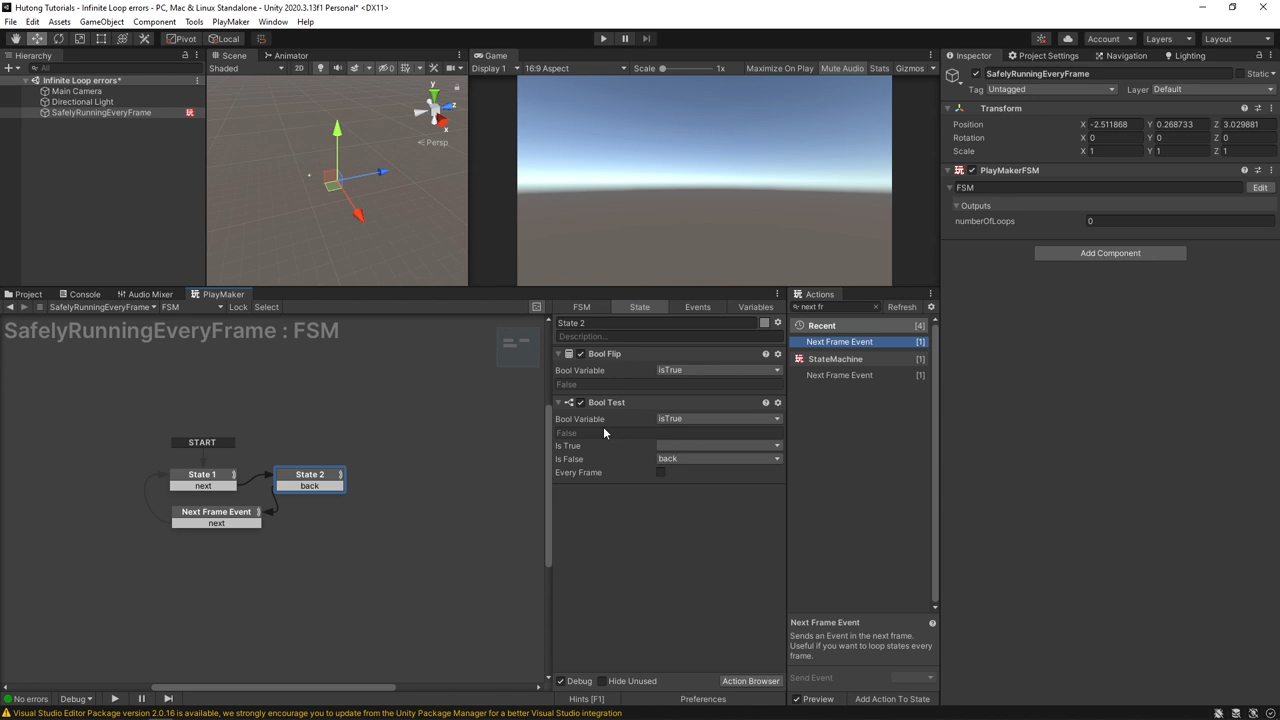 Hutong Tutorials - Infinite Loop errors - PC, Mac & Linux Standalone - Unity 2020.3.13f1 Personal* <DX11>
File Edit Assets GameObject Component Tools PlayMaker Window Help
Pivot Local Account Layers Layout
Hierarchy Scene Animator Game Inspector Project Settings Navigation Lighting
All Shaded 2D 0 Display 1 16:9 Aspect Scale 1x Maximize On Play Mute Audio Stats Gizmos
SafelyRunningEveryFrame Static
Infinite Loop errors*
Main Camera
Directional Light
SafelyRunningEveryFrame
y
z
x
Persp
Tag Untagged Layer Default
Transform
Position X -2.511868 Y 0.268733 Z 3.029881
Rotation X 0 Y 0 Z 0
Scale X 1 Y 1 Z 1
PlayMakerFSM
FSM Edit
Outputs
numberOfLoops 0
Add Component
Project Console Audio Mixer PlayMaker
SafelyRunningEveryFrame FSM Lock Select
SafelyRunningEveryFrame : FSM
START
State 1
next
State 2
back
Next Frame Event
next
FSM State Events Variables
State 2
Description...
Bool Flip
Bool Variable isTrue
False
Bool Test
Bool Variable isTrue
False
Is True
Is False back
Every Frame
Debug Hide Unused Action Browser
Actions
next fr Refresh
Recent [4]
Next Frame Event [1]
StateMachine [1]
Next Frame Event [1]
Next Frame Event
Sends an Event in the next frame.
Useful if you want to loop states every
frame.
Send Event
No errors Debug Hints [F1] Preferences Preview Add Action To State
Visual Studio Editor Package version 2.0.16 is available, we strongly encourage you to update from the Unity Package Manager for a better Visual Studio integration